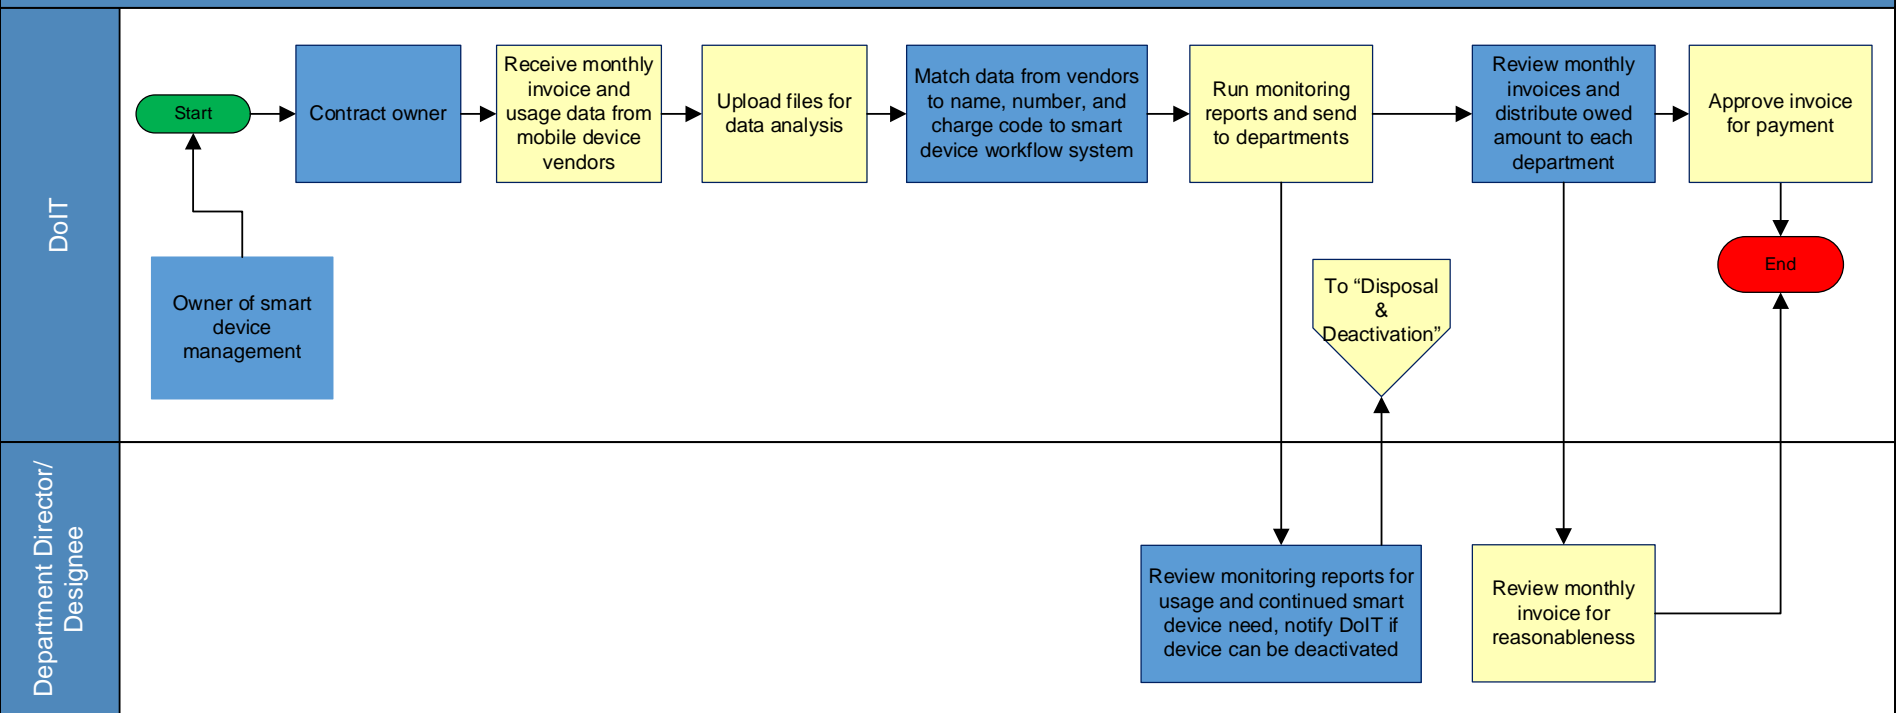 DoIT
Start
Contract owner
Receive monthly
invoice and
usage data from
mobile device
vendors
Upload files for
data analysis
Match data from vendors
to name, number, and
charge code to smart
device workflow system
Run monitoring
reports and send
to departments
Review monthly
invoices and
distribute owed
amount to each
department
Approve invoice
for payment
Owner of smart
device
management
To “Disposal
&
Deactivation”
End
Department Director/
Designee
Review monitoring reports for
usage and continued smart
device need, notify DoIT if
device can be deactivated
Review monthly
invoice for
reasonableness